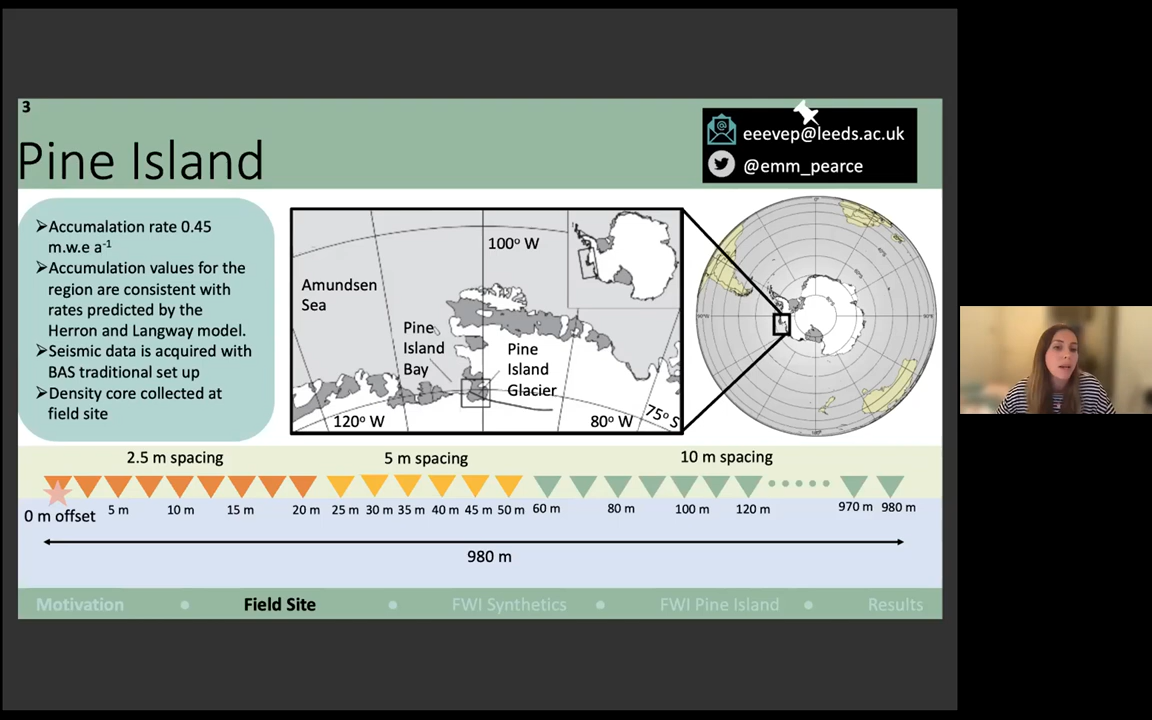 3
Pine Island
eeevep@leeds.ac.uk
@emm_pearce
➢Accumalation rate 0.45
m.w.e a⁻¹
➢Accumulation values for the
region are consistent with
rates predicted by the
Herron and Langway model.
➢Seismic data is acquired with
BAS traditional set up
➢Density core collected at
field site
100° W
Amundsen
Sea
Pine
Island
Bay
Pine
Island
Glacier
120° W
80° W
75° S
2.5 m spacing
5 m spacing
10 m spacing
0 m offset
5 m
10 m
15 m
20 m
25 m
30 m
35 m
40 m
45 m
50 m
60 m
80 m
100 m
120 m
970 m
980 m
980 m
Motivation
Field Site
FWI Synthetics
FWI Pine Island
Results